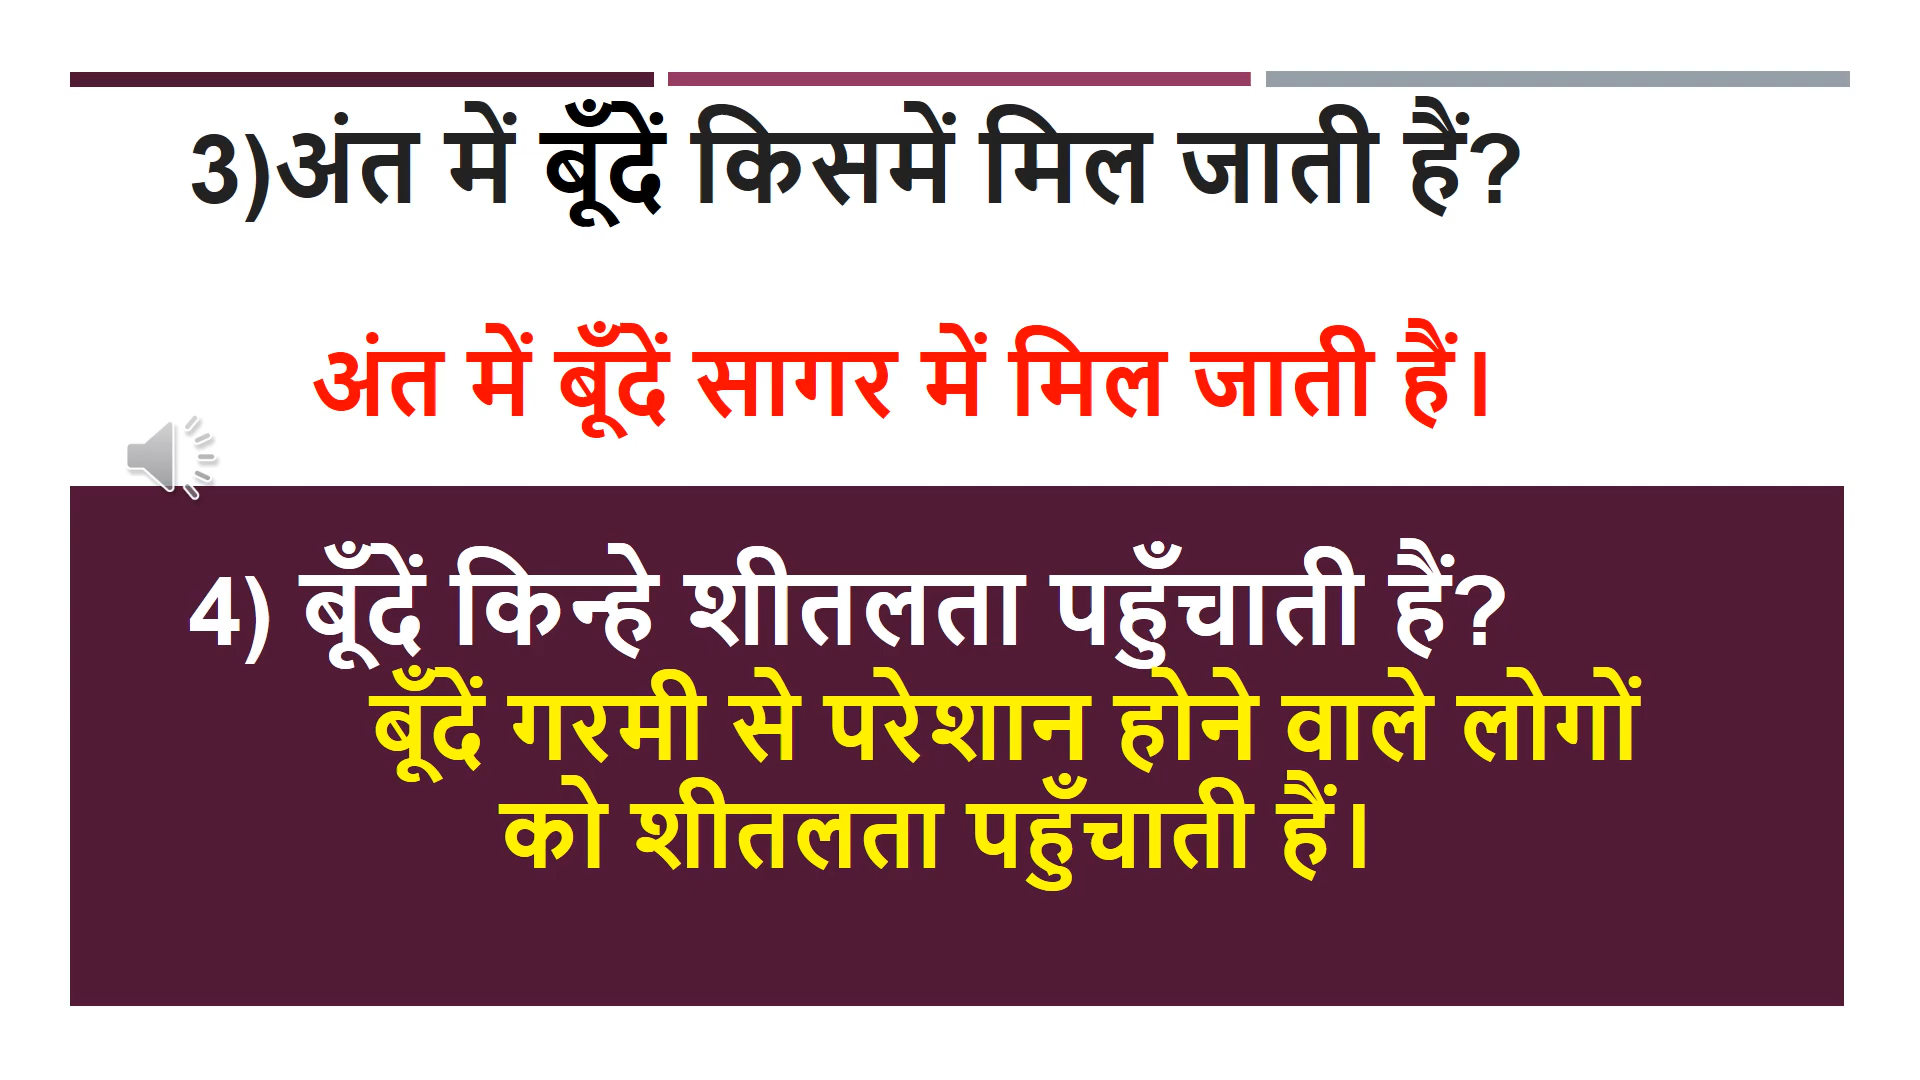 3)अंत में बूँदें किसमें मिल जाती हैं?
अंत में बूँदें सागर में मिल जाती हैं।
4) बूँदें किन्हे शीतलता पहुँचाती हैं?
बूँदें गरमी से परेशान होने वाले लोगों
को शीतलता पहुँचाती हैं।